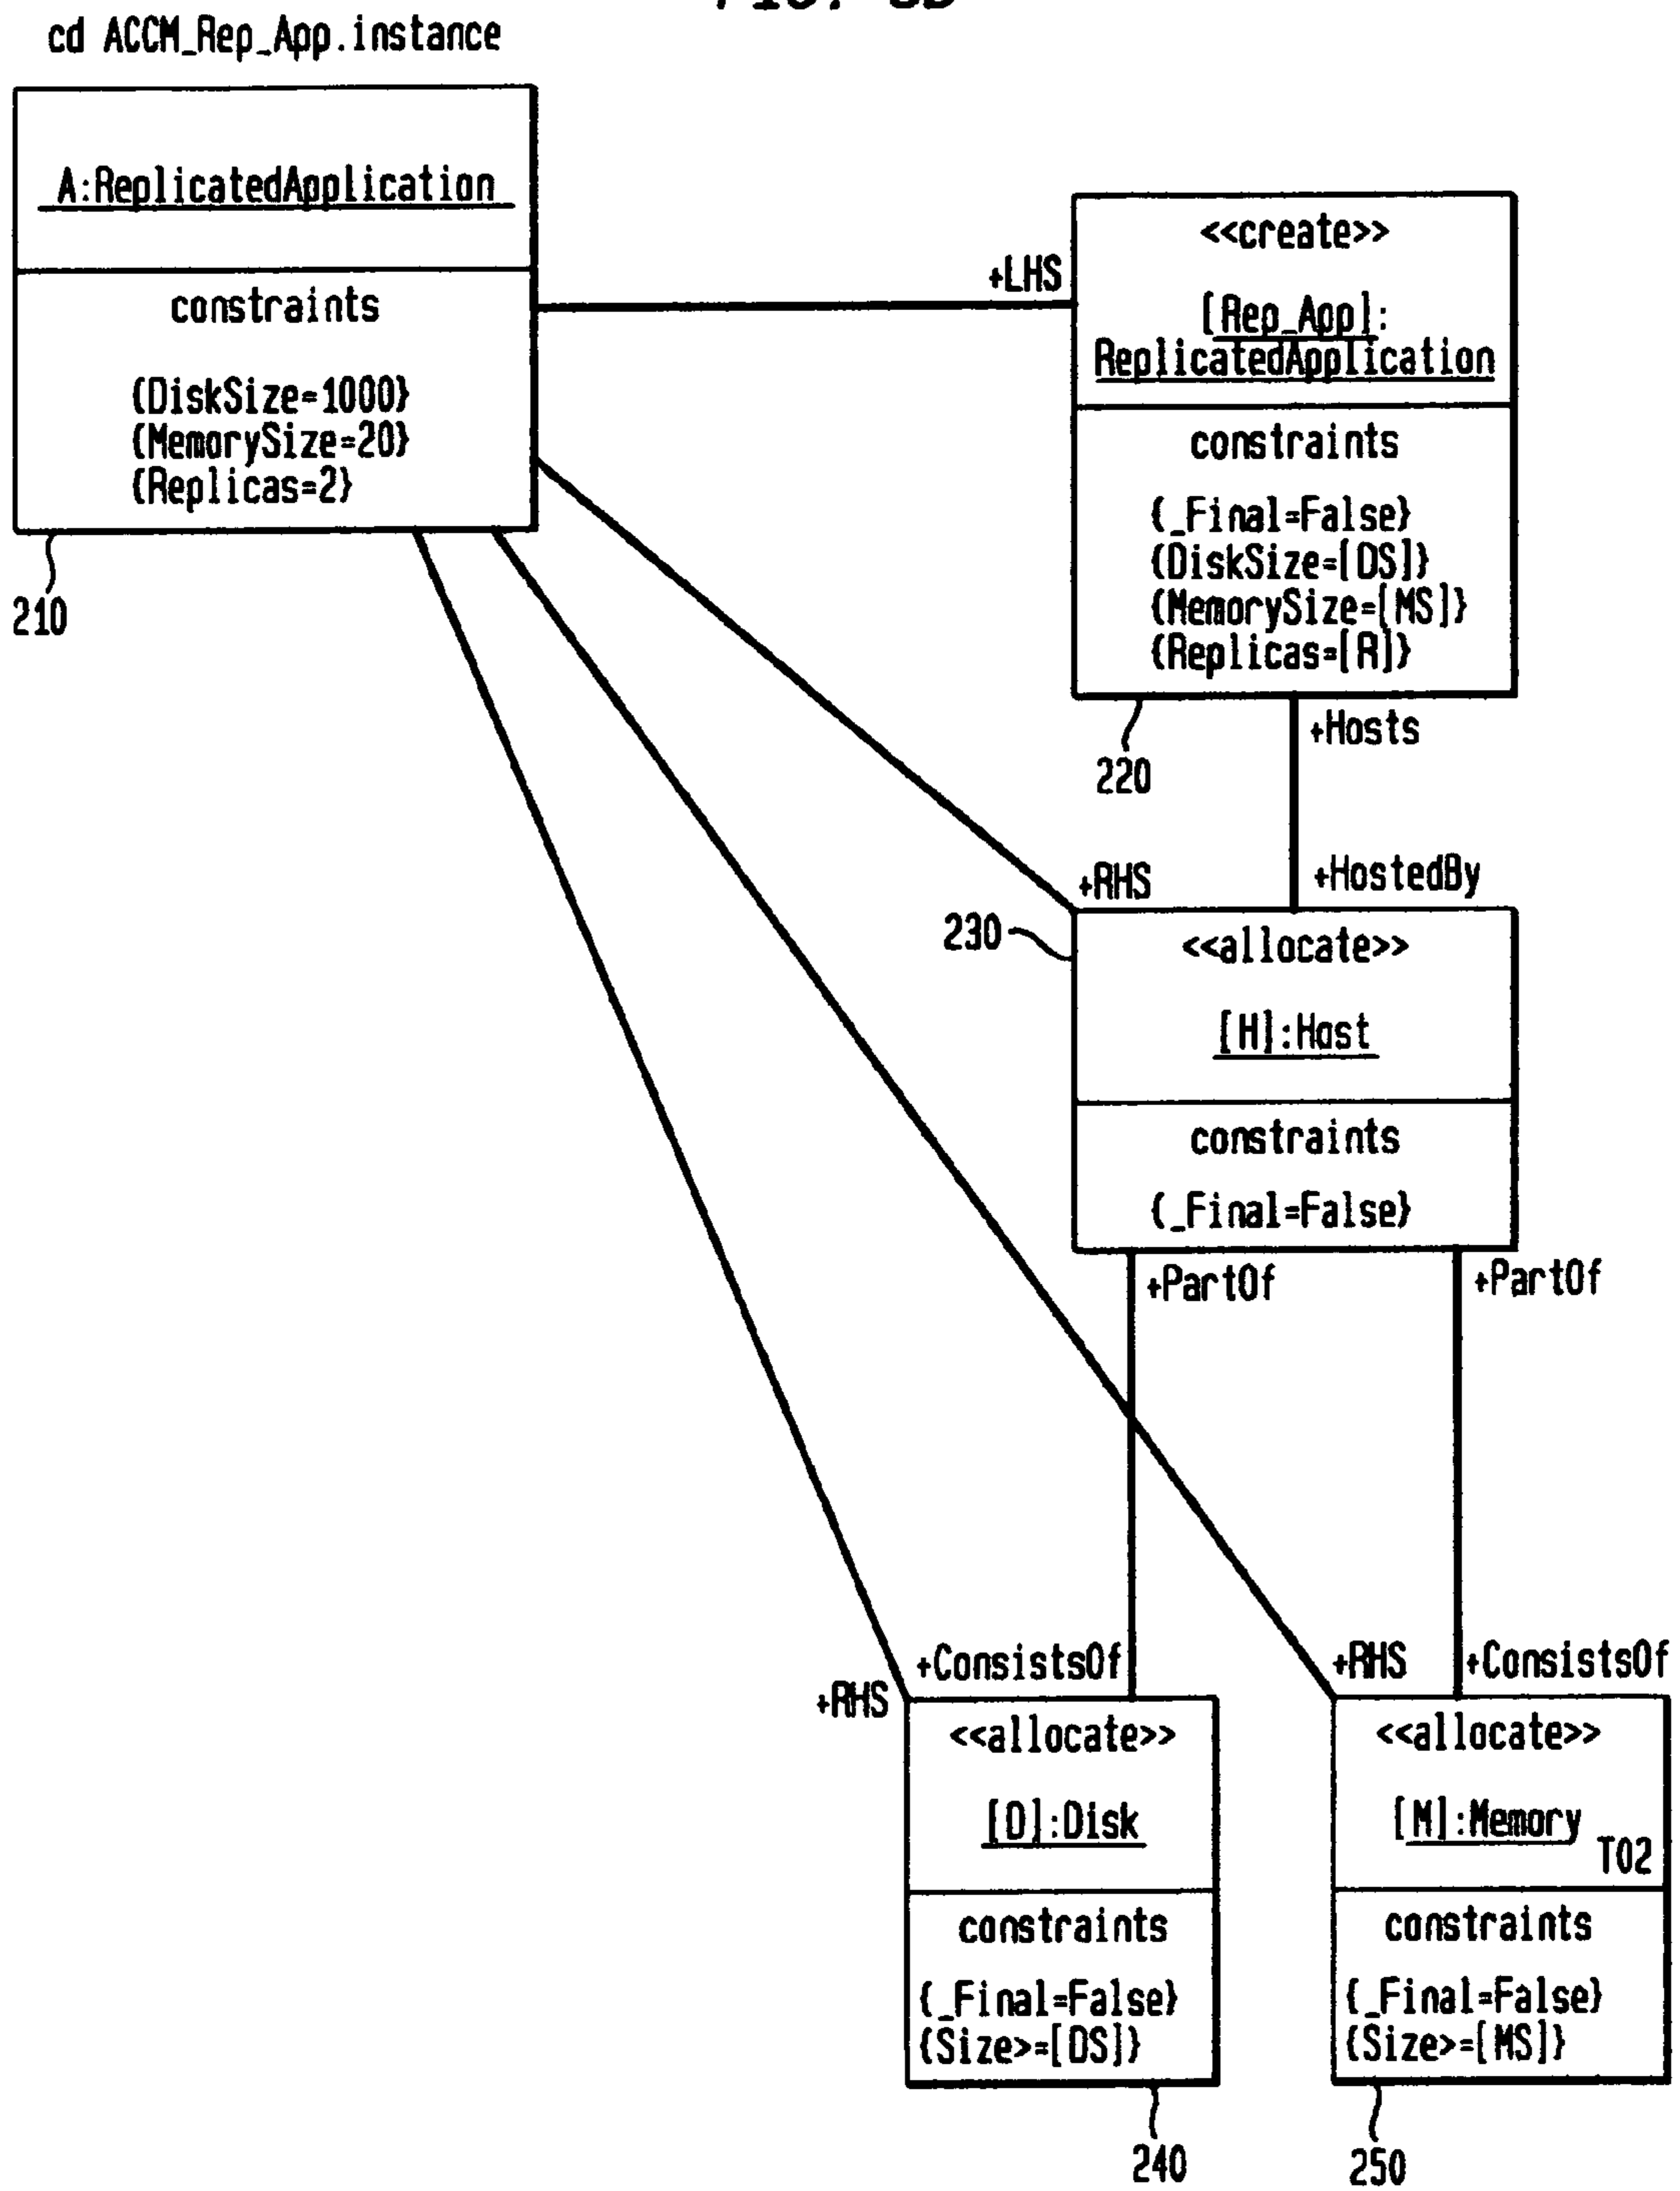 cd ACCM_Rep_App.instance
A:ReplicatedApplication
constraints
{DiskSize=1000}
{MemorySize=20}
{Replicas=2}
210
+LHS
<<create>>
[Rep_App]:
ReplicatedApplication
constraints
{_Final=False}
{DiskSize=[DS]}
{MemorySize=[MS]}
{Replicas=[R]}
220
+Hosts
+HostedBy
+RHS
230
<<allocate>>
[H]:Host
constraints
{_Final=False}
+PartOf
+PartOf
+ConsistsOf
+RHS
+RHS
+ConsistsOf
<<allocate>>
[D]:Disk
constraints
{_Final=False}
{Size>=[DS]}
240
<<allocate>>
[M]:Memory
T02
constraints
{_Final=False}
{Size>=[MS]}
250